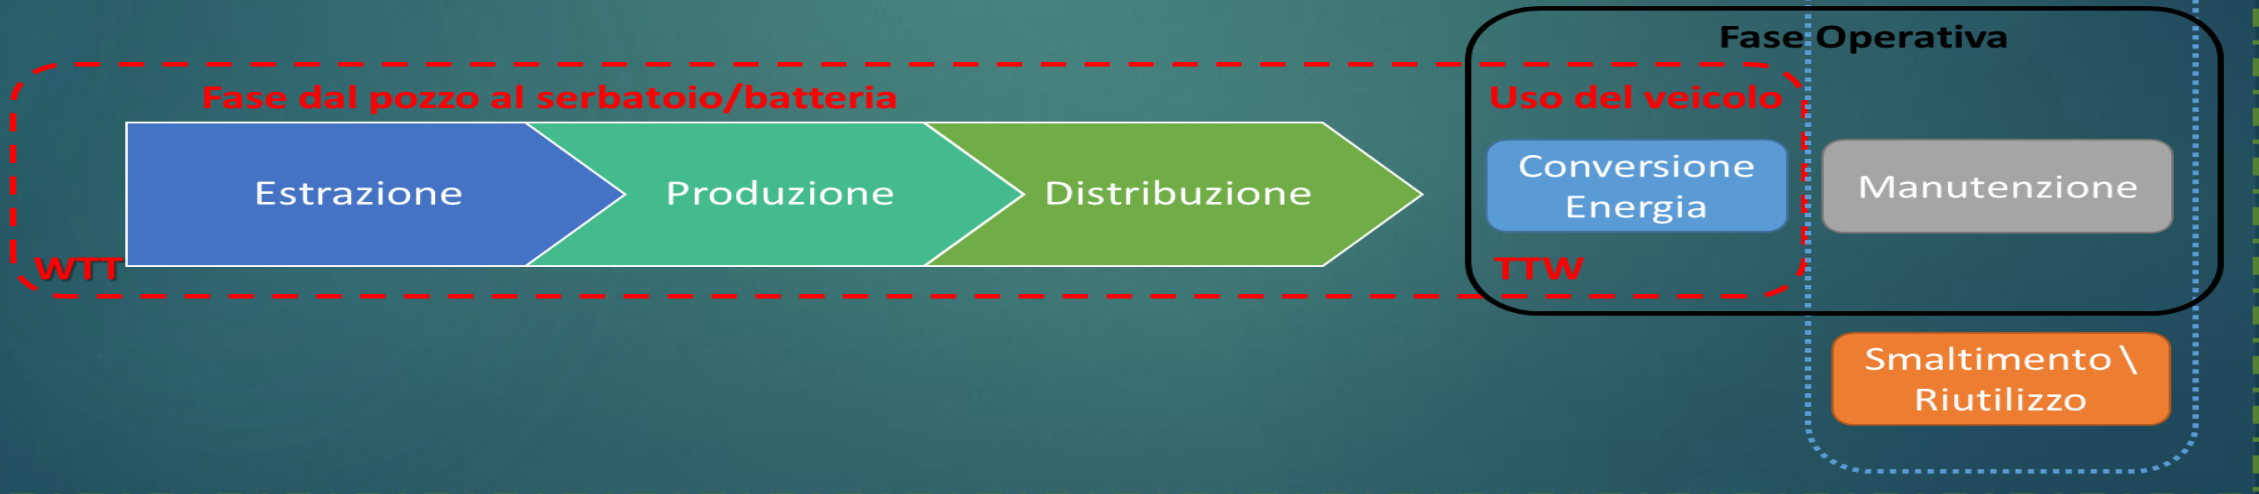 Fase Operativa
Fase dal pozzo al serbatoio/batteria
Uso del veicolo
Estrazione
Produzione
Distribuzione
Conversione
Energia
Manutenzione
WTT
TTW
Smaltimento \
Riutilizzo